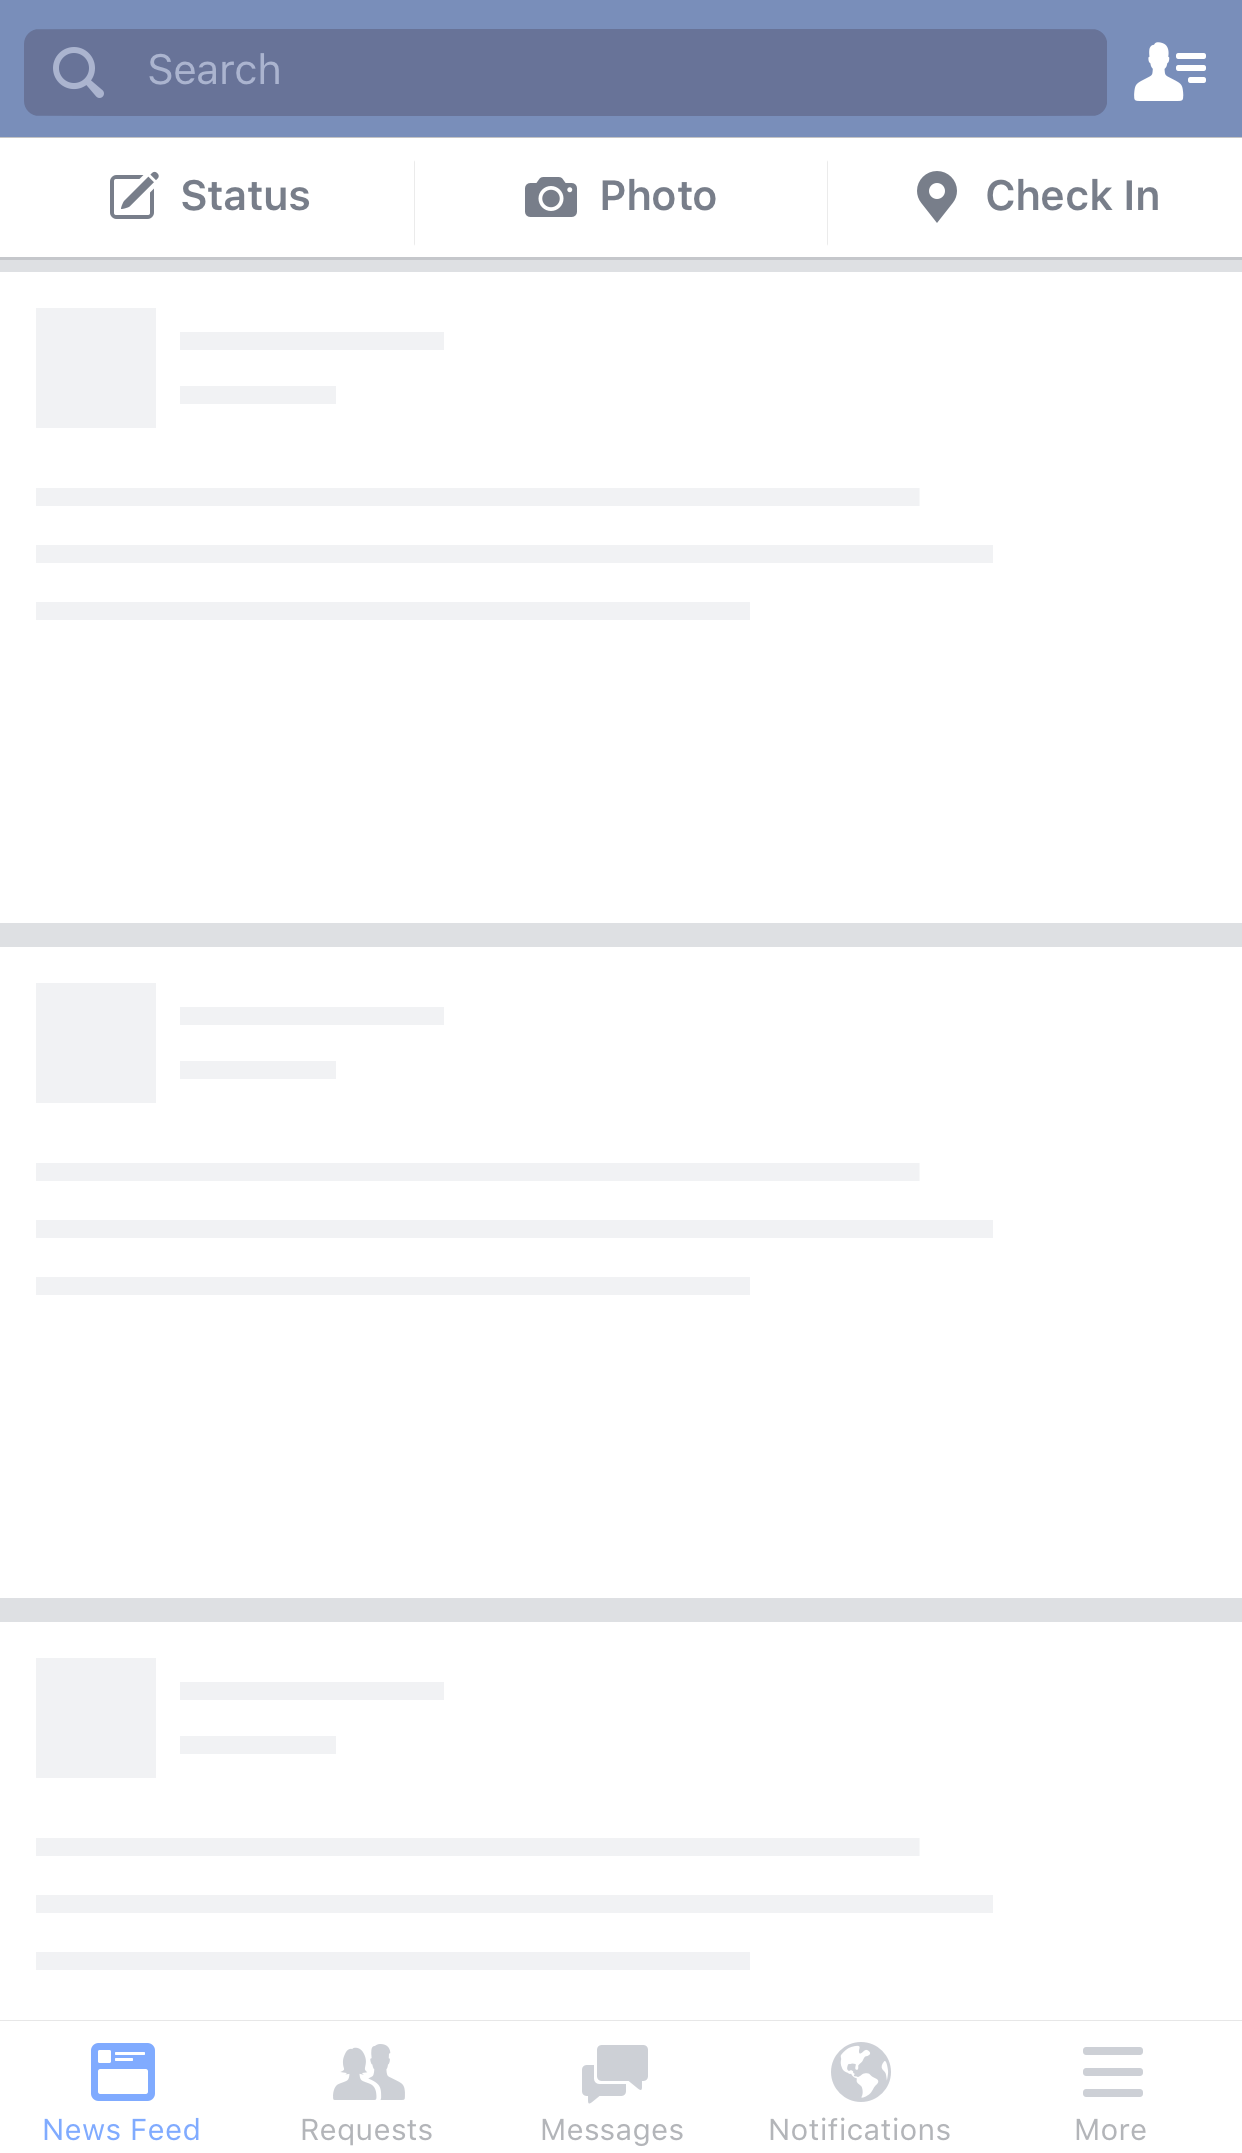 Search
Status Photo Check In
News Feed Requests Messages Notifications More